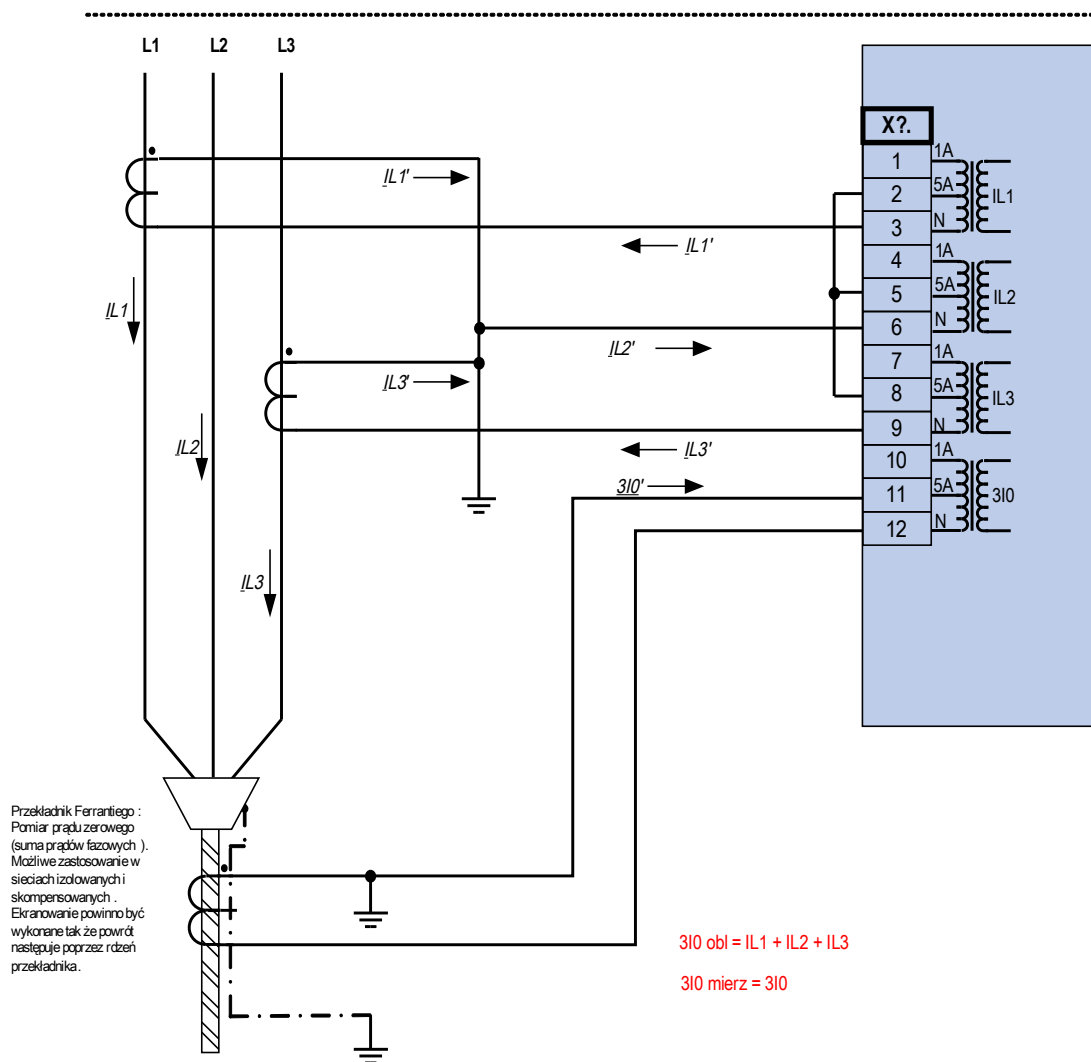 L1 L2 L3
X?.
1 1A
2 5A IL1
3 N
4 1A
5 5A IL2
6 N
7 1A
8 5A IL3
9 N
10 1A
11 5A 3I0
12 N
IL1'
IL1'
IL1
IL2'
IL3'
IL2
IL3'
3I0'
IL3
Przekładnik Ferrantiego :
Pomiar prądu zerowego
(suma prądów fazowych ).
Możliwe zastosowanie w
sieciach izolowanych i
skompensowanych .
Ekranowanie powinno być
wykonane tak że powrót
następuje poprzez rdzeń
przekładnika.
3I0 obl = IL1 + IL2 + IL3
3I0 mierz = 3I0